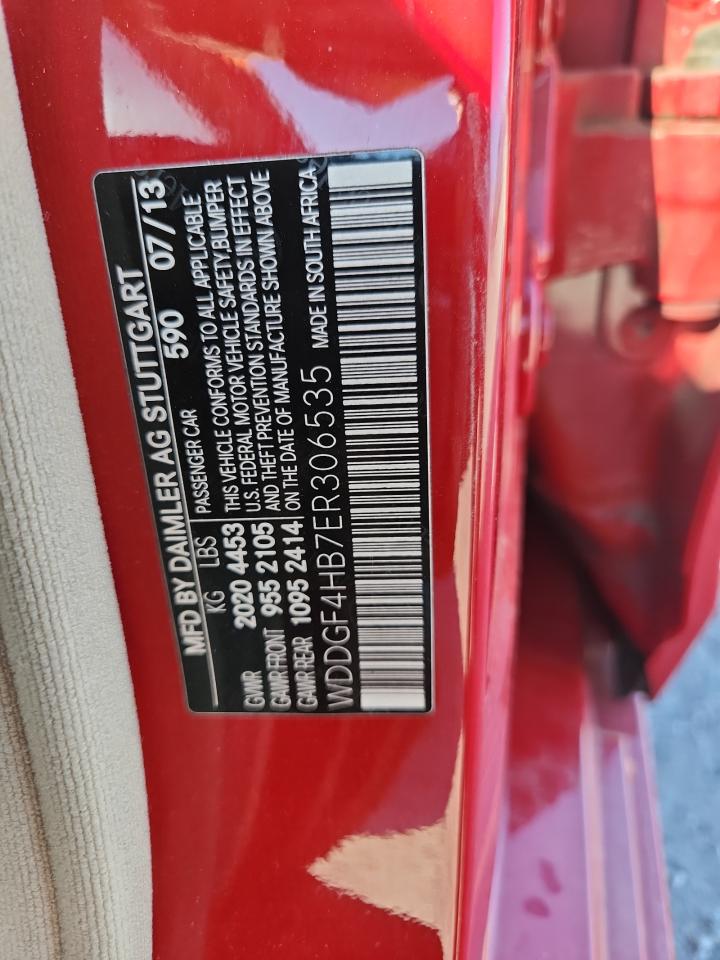 MFD BY DAIMLER AG STUTTGART
590 07/13
KG LBS
PASSENGER CAR
GVWR 2020 4453
GAWR FRONT 955 2105
GAWR REAR 1095 2414
THIS VEHICLE CONFORMS TO ALL APPLICABLE
U.S. FEDERAL MOTOR VEHICLE SAFETY,BUMPER
AND THEFT PREVENTION STANDARDS IN EFFECT
ON THE DATE OF MANUFACTURE SHOWN ABOVE
WDDGF4HB7ER306535 MADE IN SOUTH AFRICA